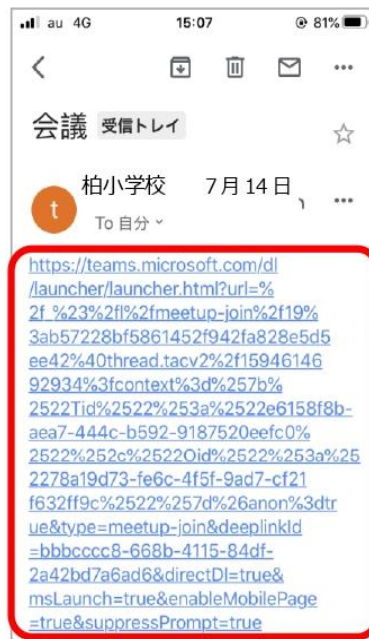 au 4G 15:07 81%
会議 受信トレイ
柏小学校 7月14日
t
To 自分
https://teams.microsoft.com/dl
/launcher/launcher.html?url=%
2f_%23%2fl%2fmeetup-join%2f19%
3ab57228bf5861452f942fa828e5d5
ee42%40thread.tacv2%2f15946146
92934%3fcontext%3d%257b%
2522Tid%2522%253a%2522e6158f8b-
aea7-444c-b592-9187520eefc0%
2522%252c%2522Oid%2522%253a%25
2278a19d73-fe6c-4f5f-9ad7-cf21
f632ff9c%2522%257d%26anon%3dtr
ue&type=meetup-join&deeplinkId
=bbbcccc8-668b-4115-84df-
2a42bd7a6ad6&directDl=true&
msLaunch=true&enableMobilePage
=true&suppressPrompt=true